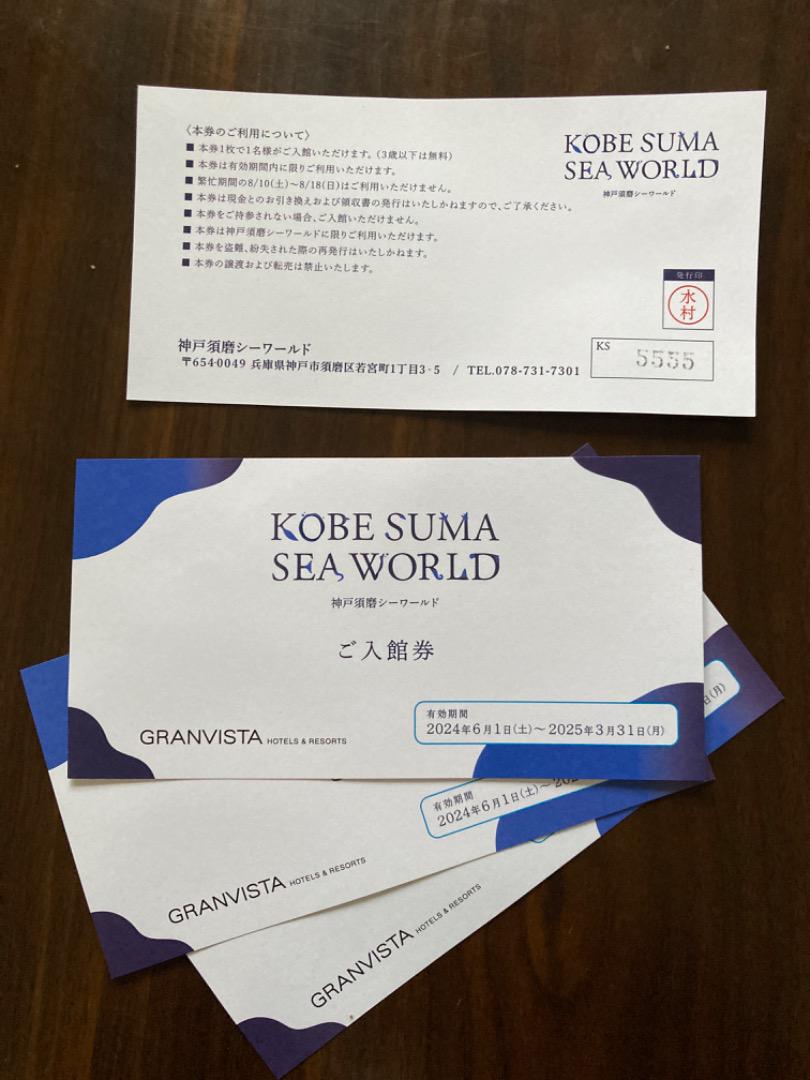 〈本券のご利用について〉
■ 本券1枚で1名様がご入館いただけます。(3歳以下は無料)
■ 本券は有効期間内に限りご利用いただけます。
■ 繁忙期間の8/10(土)～8/18(日)はご利用いただけません。
■ 本券は現金とのお引き換えおよび領収書の発行はいたしかねますので、ご了承ください。
■ 本券をご持参されない場合、ご入館いただけません。
■ 本券は神戸須磨シーワールドに限りご利用いただけます。
■ 本券を盗難、紛失された際の再発行はいたしかねます。
■ 本券の譲渡および転売は禁止いたします。
KOBE SUMA
SEA WORLD
神戸須磨シーワールド
発行印
水村
神戸須磨シーワールド
〒654-0049 兵庫県神戸市須磨区若宮町1丁目3-5 / TEL.078-731-7301
KS 5555
KOBE SUMA
SEA WORLD
神戸須磨シーワールド
ご入館券
有効期間
2024年6月1日(土)～2025年3月31日(月)
GRANVISTA HOTELS & RESORTS
日(月)
有効期間
2024年6月1日(土)～202
GRANVISTA HOTELS & RESORTS
GRANVISTA HOTELS & RESORTS